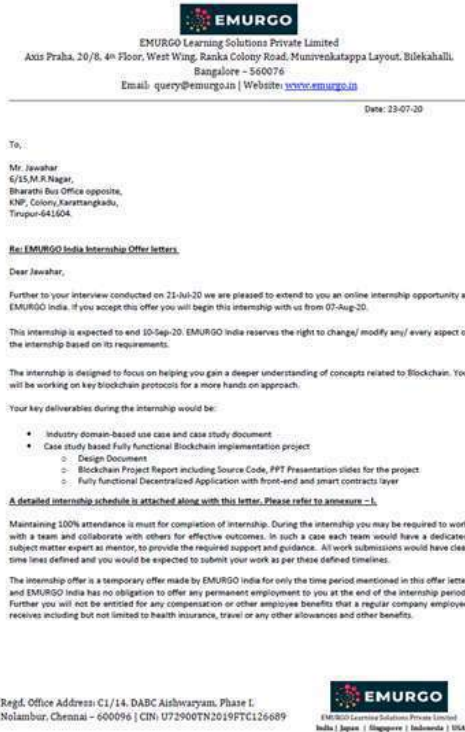 EMURGO
EMURGO Learning Solutions Private Limited
Axis Praha, 20/8, 4th Floor, West Wing, Ranka Colony Road, Munivenkatappa Layout, Bilekahalli,
Bangalore – 560076
Email: query@emurgo.in | Website: www.emurgo.in
Date: 23-07-20
To,
Mr. Jawahar
6/15,M.R.Nagar,
Bharathi Bus Office opposite,
KNP, Colony,Karattangkadu,
Tirupur-641604.
Re: EMURGO India Internship Offer letters
Dear Jawahar,
Further to your interview conducted on 21-Jul-20 we are pleased to extend to you an online internship opportunity a
EMURGO India. If you accept this offer you will begin this internship with us from 07-Aug-20.
This internship is expected to end 10-Sep-20. EMURGO India reserves the right to change/ modify any/ every aspect o
the internship based on its requirements.
The internship is designed to focus on helping you gain a deeper understanding of concepts related to Blockchain. You
will be working on key blockchain protocols for a more hands on approach.
Your key deliverables during the internship would be:
• Industry domain-based use case and case study document
• Case study based Fully functional Blockchain implementation project
o Design Document
o Blockchain Project Report including Source Code, PPT Presentation slides for the project
o Fully functional Decentralized Application with front-end and smart contracts layer
A detailed internship schedule is attached along with this letter. Please refer to annexure – I.
Maintaining 100% attendance is must for completion of internship. During the internship you may be required to work
with a team and collaborate with others for effective outcomes. In such a case each team would have a dedicated
subject matter expert as mentor, to provide the required support and guidance. All work submissions would have clea
time lines defined and you would be expected to submit your work as per these defined timelines.
The internship offer is a temporary offer made by EMURGO India for only the time period mentioned in this offer lette
and EMURGO India has no obligation to offer any permanent employment to you at the end of the internship period
Further you will not be entitled for any compensation or other employee benefits that a regular company employee
receives including but not limited to health insurance, travel or any other allowances and other benefits.
Regd. Office Address: C1/14, DABC Aishwaryam, Phase I,
Nolambur, Chennai – 600096 | CIN: U72900TN2019FTC126689
EMURGO
EMURGO Learning Solutions Private Limited
India | Japan | Singapore | Indonesia | USA